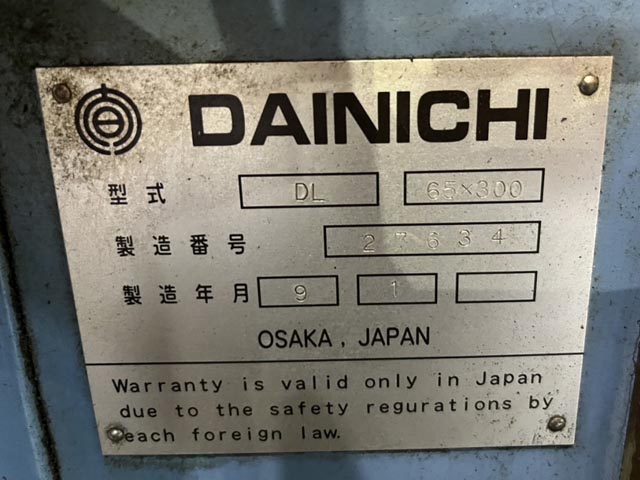 DAINICHI
型式 DL 65×300
製造番号 27634
製造年月 9 1
OSAKA, JAPAN
Warranty is valid only in Japan
due to the safety regurations by
each foreign law.